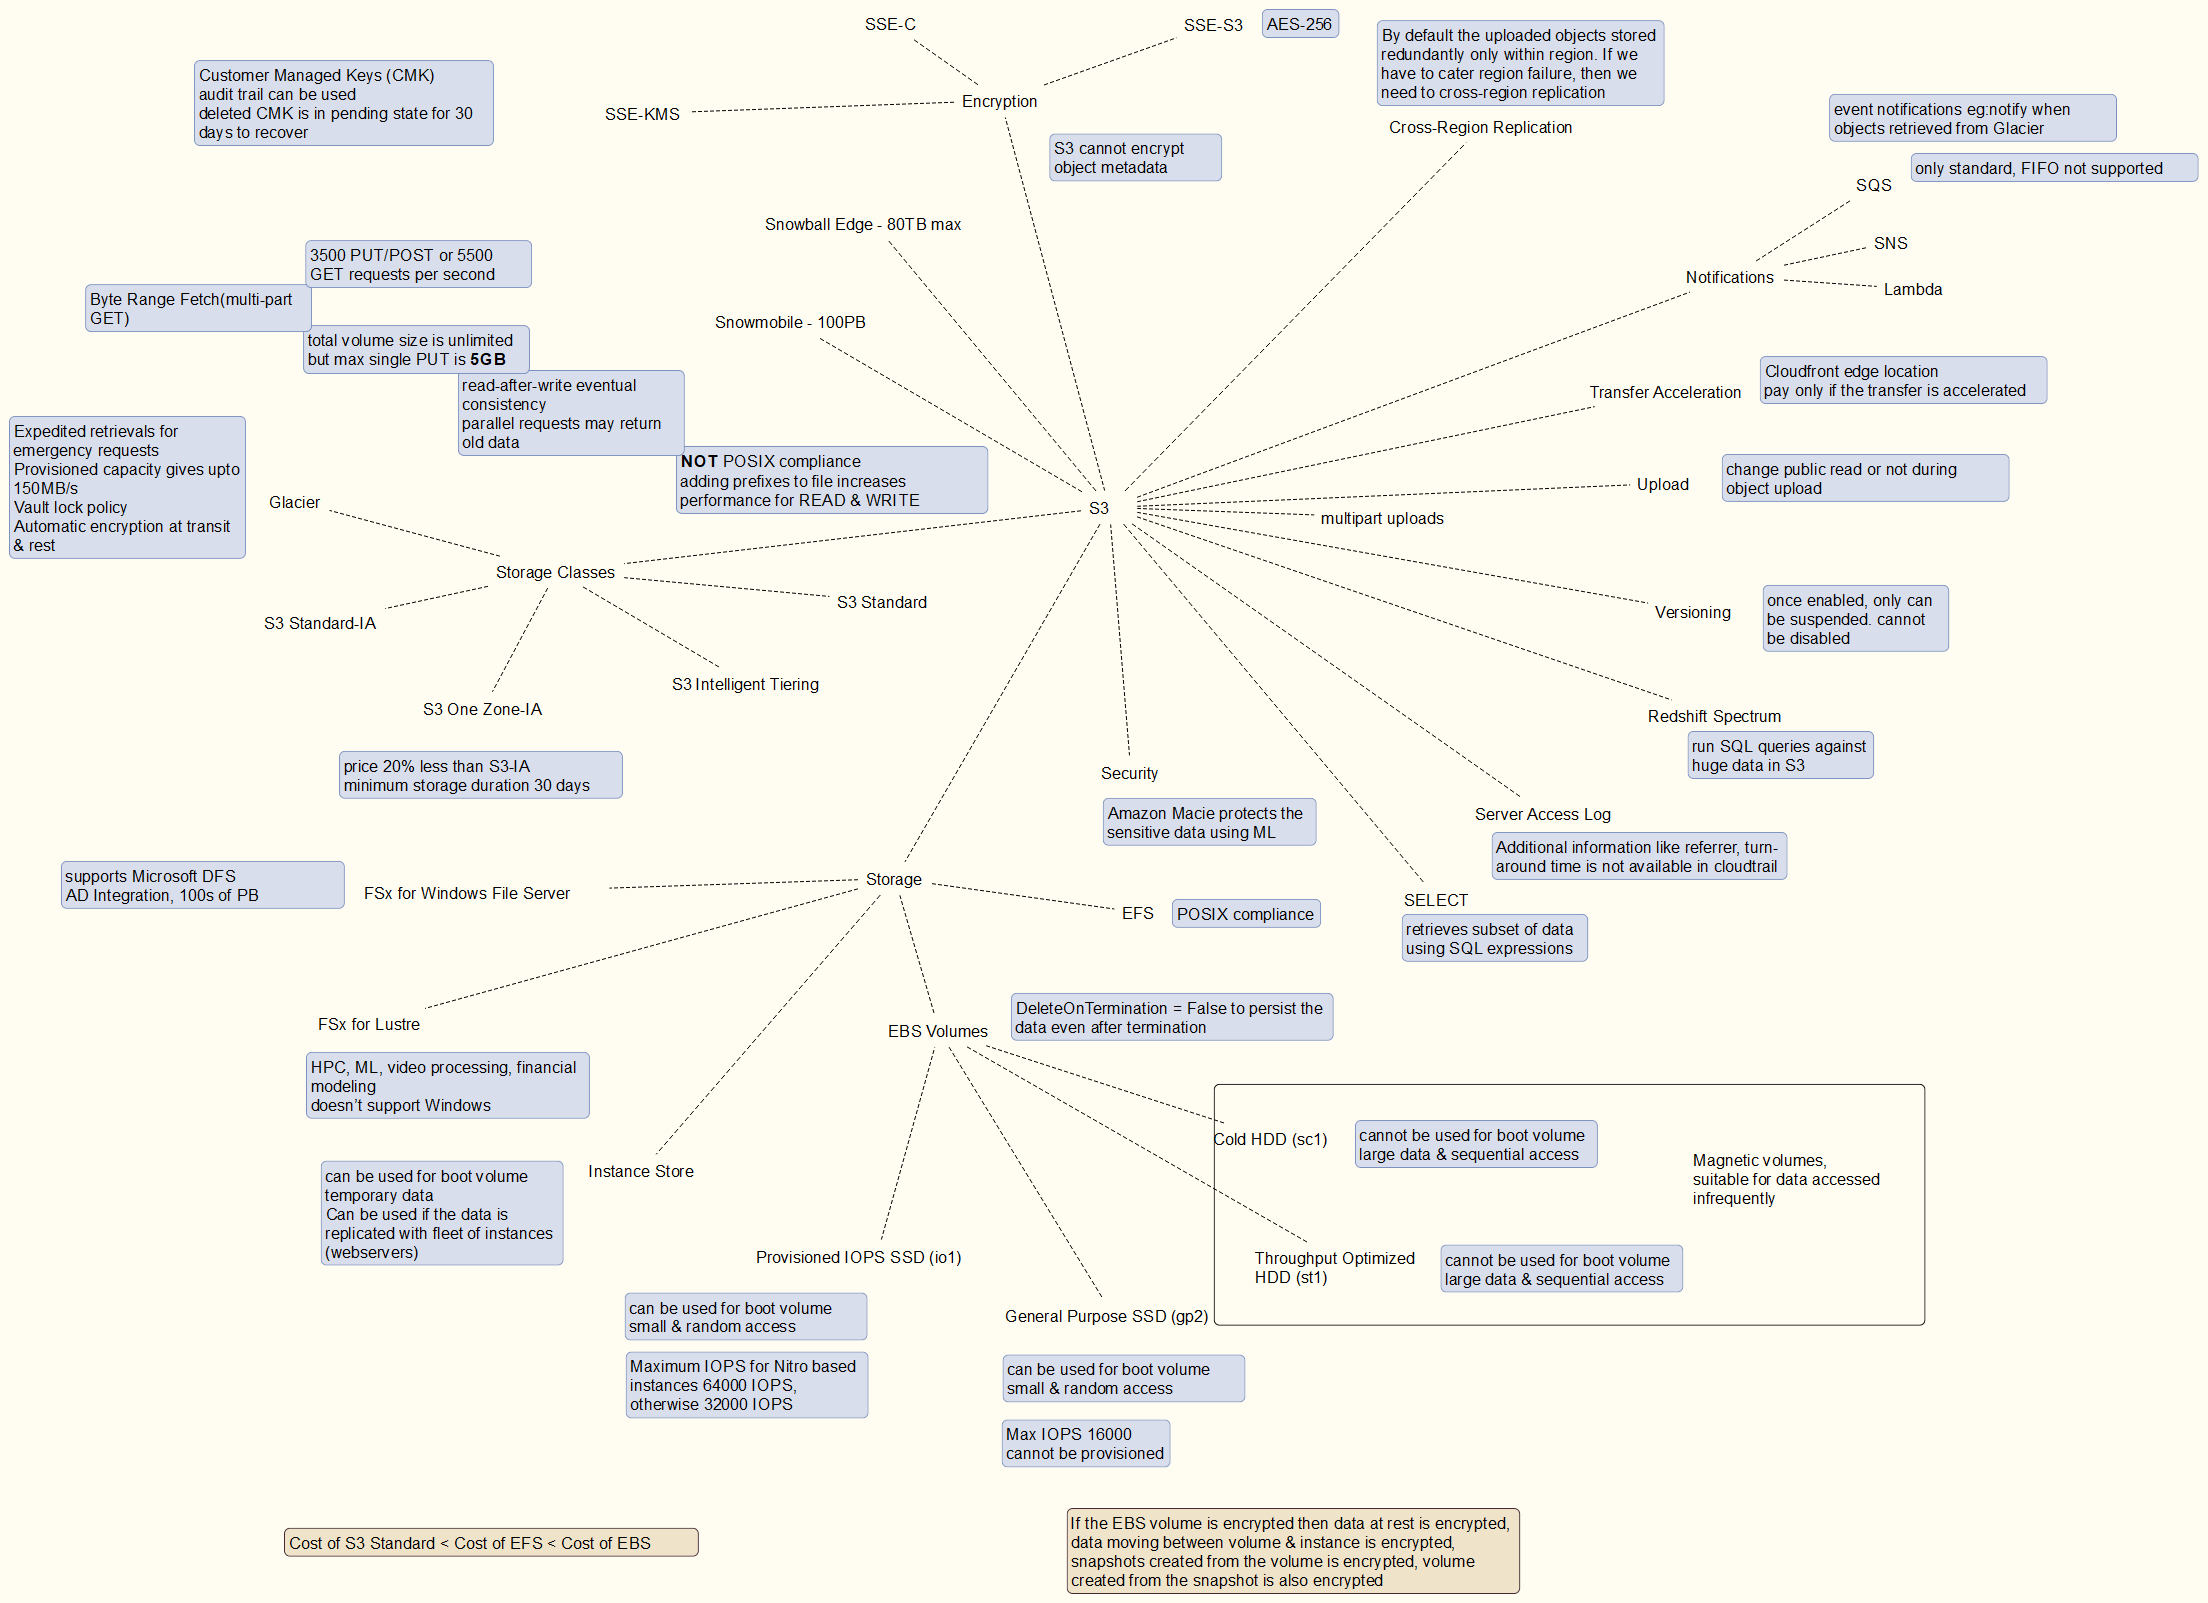 SSE-C
SSE-S3
AES-256
By default the uploaded objects stored
redundantly only within region. If we
have to cater region failure, then we
need to cross-region replication
Customer Managed Keys (CMK)
audit trail can be used
deleted CMK is in pending state for 30
days to recover
SSE-KMS
Encryption
Cross-Region Replication
event notifications eg:notify when
objects retrieved from Glacier
S3 cannot encrypt
object metadata
only standard, FIFO not supported
SQS
Snowball Edge - 80TB max
SNS
3500 PUT/POST or 5500
GET requests per second
Notifications
Lambda
Byte Range Fetch(multi-part
GET)
Snowmobile - 100PB
total volume size is unlimited
but max single PUT is 5GB
read-after-write eventual
consistency
parallel requests may return
old data
Cloudfront edge location
pay only if the transfer is accelerated
Transfer Acceleration
Expedited retrievals for
emergency requests
Provisioned capacity gives upto
150MB/s
Vault lock policy
Automatic encryption at transit
& rest
Glacier
NOT POSIX compliance
adding prefixes to file increases
performance for READ & WRITE
S3
Upload
change public read or not during
object upload
multipart uploads
Storage Classes
S3 Standard
S3 Standard-IA
Versioning
once enabled, only can
be suspended. cannot
be disabled
S3 Intelligent Tiering
S3 One Zone-IA
Redshift Spectrum
run SQL queries against
huge data in S3
price 20% less than S3-IA
minimum storage duration 30 days
Security
Amazon Macie protects the
sensitive data using ML
Server Access Log
Additional information like referrer, turn-
around time is not available in cloudtrail
supports Microsoft DFS
AD Integration, 100s of PB
FSx for Windows File Server
Storage
EFS
POSIX compliance
SELECT
retrieves subset of data
using SQL expressions
FSx for Lustre
EBS Volumes
DeleteOnTermination = False to persist the
data even after termination
HPC, ML, video processing, financial
modeling
doesn't support Windows
Cold HDD (sc1)
cannot be used for boot volume
large data & sequential access
Magnetic volumes,
suitable for data accessed
infrequently
can be used for boot volume
temporary data
Can be used if the data is
replicated with fleet of instances
(webservers)
Instance Store
Provisioned IOPS SSD (io1)
Throughput Optimized
HDD (st1)
cannot be used for boot volume
large data & sequential access
can be used for boot volume
small & random access
General Purpose SSD (gp2)
Maximum IOPS for Nitro based
instances 64000 IOPS,
otherwise 32000 IOPS
can be used for boot volume
small & random access
Max IOPS 16000
cannot be provisioned
Cost of S3 Standard < Cost of EFS < Cost of EBS
If the EBS volume is encrypted then data at rest is encrypted,
data moving between volume & instance is encrypted,
snapshots created from the volume is encrypted, volume
created from the snapshot is also encrypted